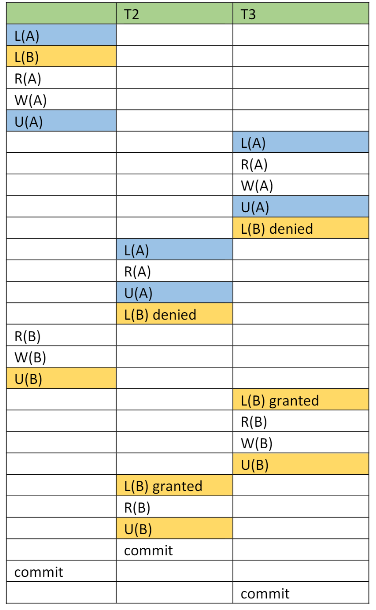 T2 T3
L(A)
L(B)
R(A)
W(A)
U(A)
L(A)
R(A)
W(A)
U(A)
L(B) denied
L(A)
R(A)
U(A)
L(B) denied
R(B)
W(B)
U(B)
L(B) granted
R(B)
W(B)
U(B)
L(B) granted
R(B)
U(B)
commit
commit
commit